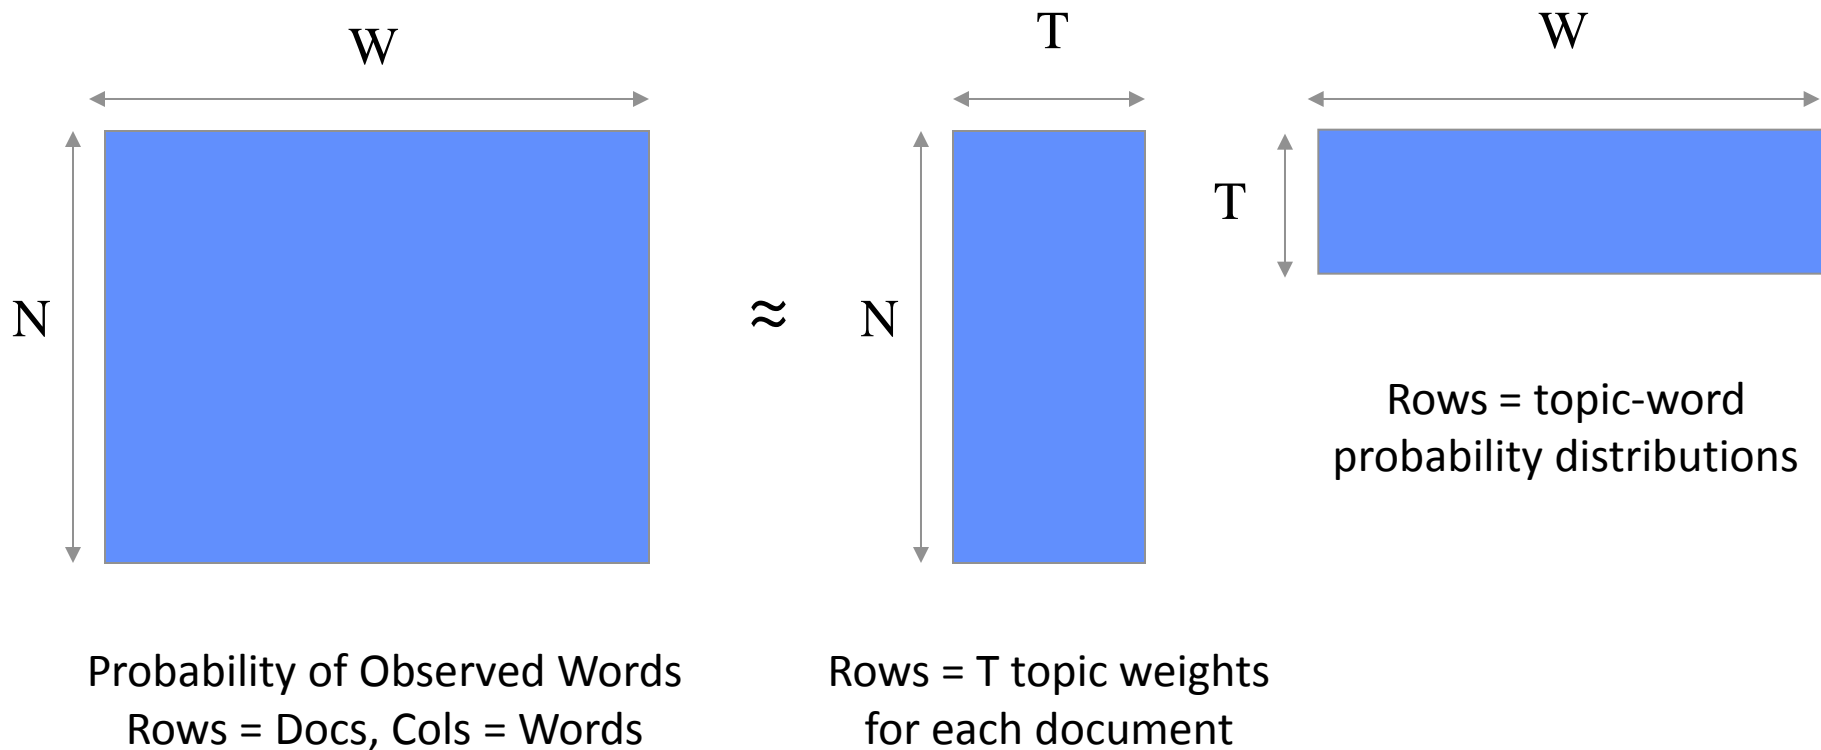 W
T
W
N
≈
N
T
Rows = topic-word
probability distributions
Probability of Observed Words
Rows = Docs, Cols = Words
Rows = T topic weights
for each document